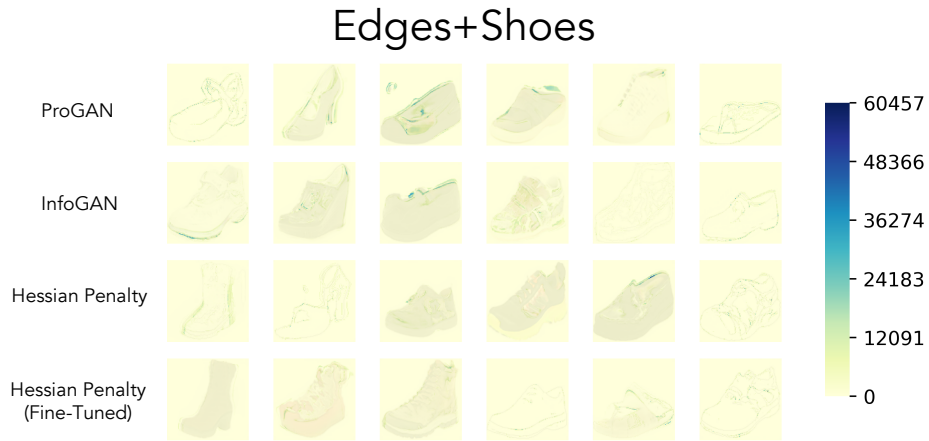 Edges+Shoes
ProGAN
InfoGAN
Hessian Penalty
Hessian Penalty
(Fine-Tuned)
60457
48366
36274
24183
12091
0